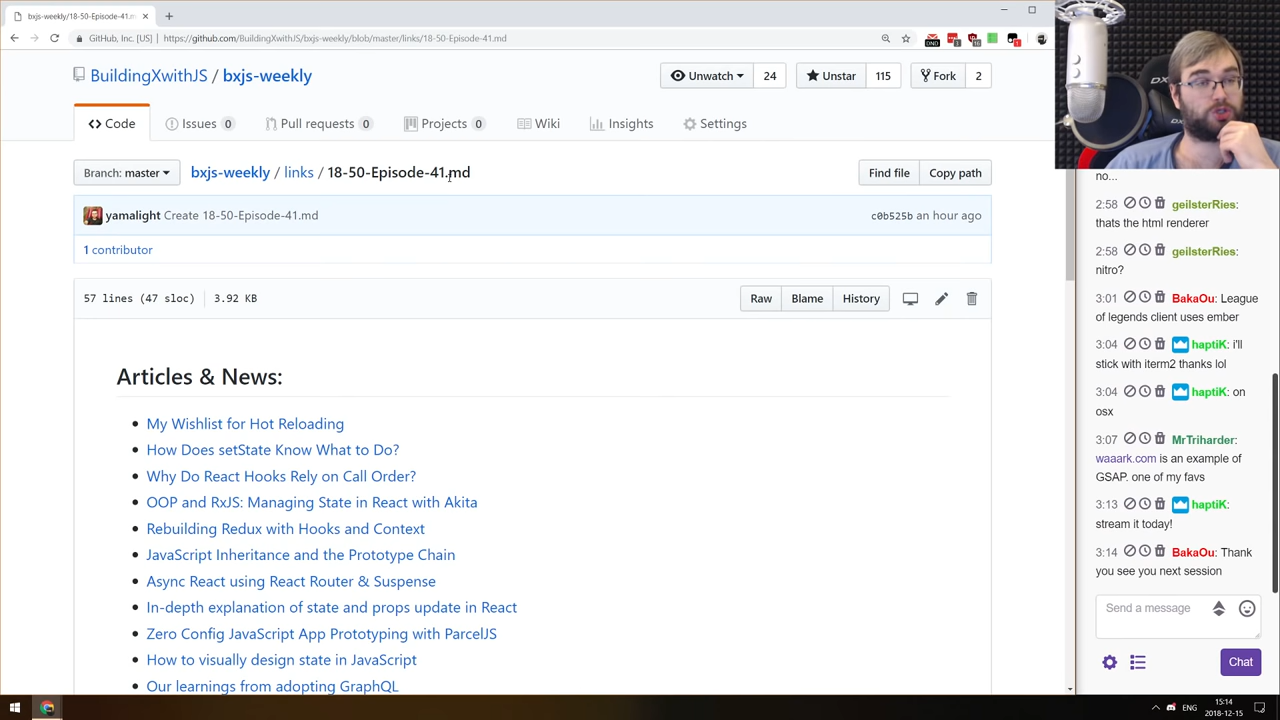 bxjs-weekly/18-50-Episode-41.m
GitHub, Inc. [US]
https://github.com/BuildingXwithJS/bxjs-weekly/blob/master/links/18-50-Episode-41.md
BuildingXwithJS / bxjs-weekly
Unwatch 24
Unstar 115
Fork 2
Code
Issues 0
Pull requests 0
Projects 0
Wiki
Insights
Settings
Branch: master
bxjs-weekly / links / 18-50-Episode-41.md
Find file
Copy path
yamalight Create 18-50-Episode-41.md
c0b525b an hour ago
1 contributor
57 lines (47 sloc) 3.92 KB
Raw
Blame
History
Articles & News:
My Wishlist for Hot Reloading
How Does setState Know What to Do?
Why Do React Hooks Rely on Call Order?
OOP and RxJS: Managing State in React with Akita
Rebuilding Redux with Hooks and Context
JavaScript Inheritance and the Prototype Chain
Async React using React Router & Suspense
In-depth explanation of state and props update in React
Zero Config JavaScript App Prototyping with ParcelJS
How to visually design state in JavaScript
Our learnings from adopting GraphQL
no...
2:58 geilsterRies:
thats the html renderer
2:58 geilsterRies:
nitro?
3:01 BakaOu: League
of legends client uses ember
3:04 haptiK: i'll
stick with iterm2 thanks lol
3:04 haptiK: on
osx
3:07 MrTriharder:
waaark.com is an example of
GSAP. one of my favs
3:13 haptiK:
stream it today!
3:14 BakaOu: Thank
you see you next session
Send a message
Chat
ENG
15:14
2018-12-15